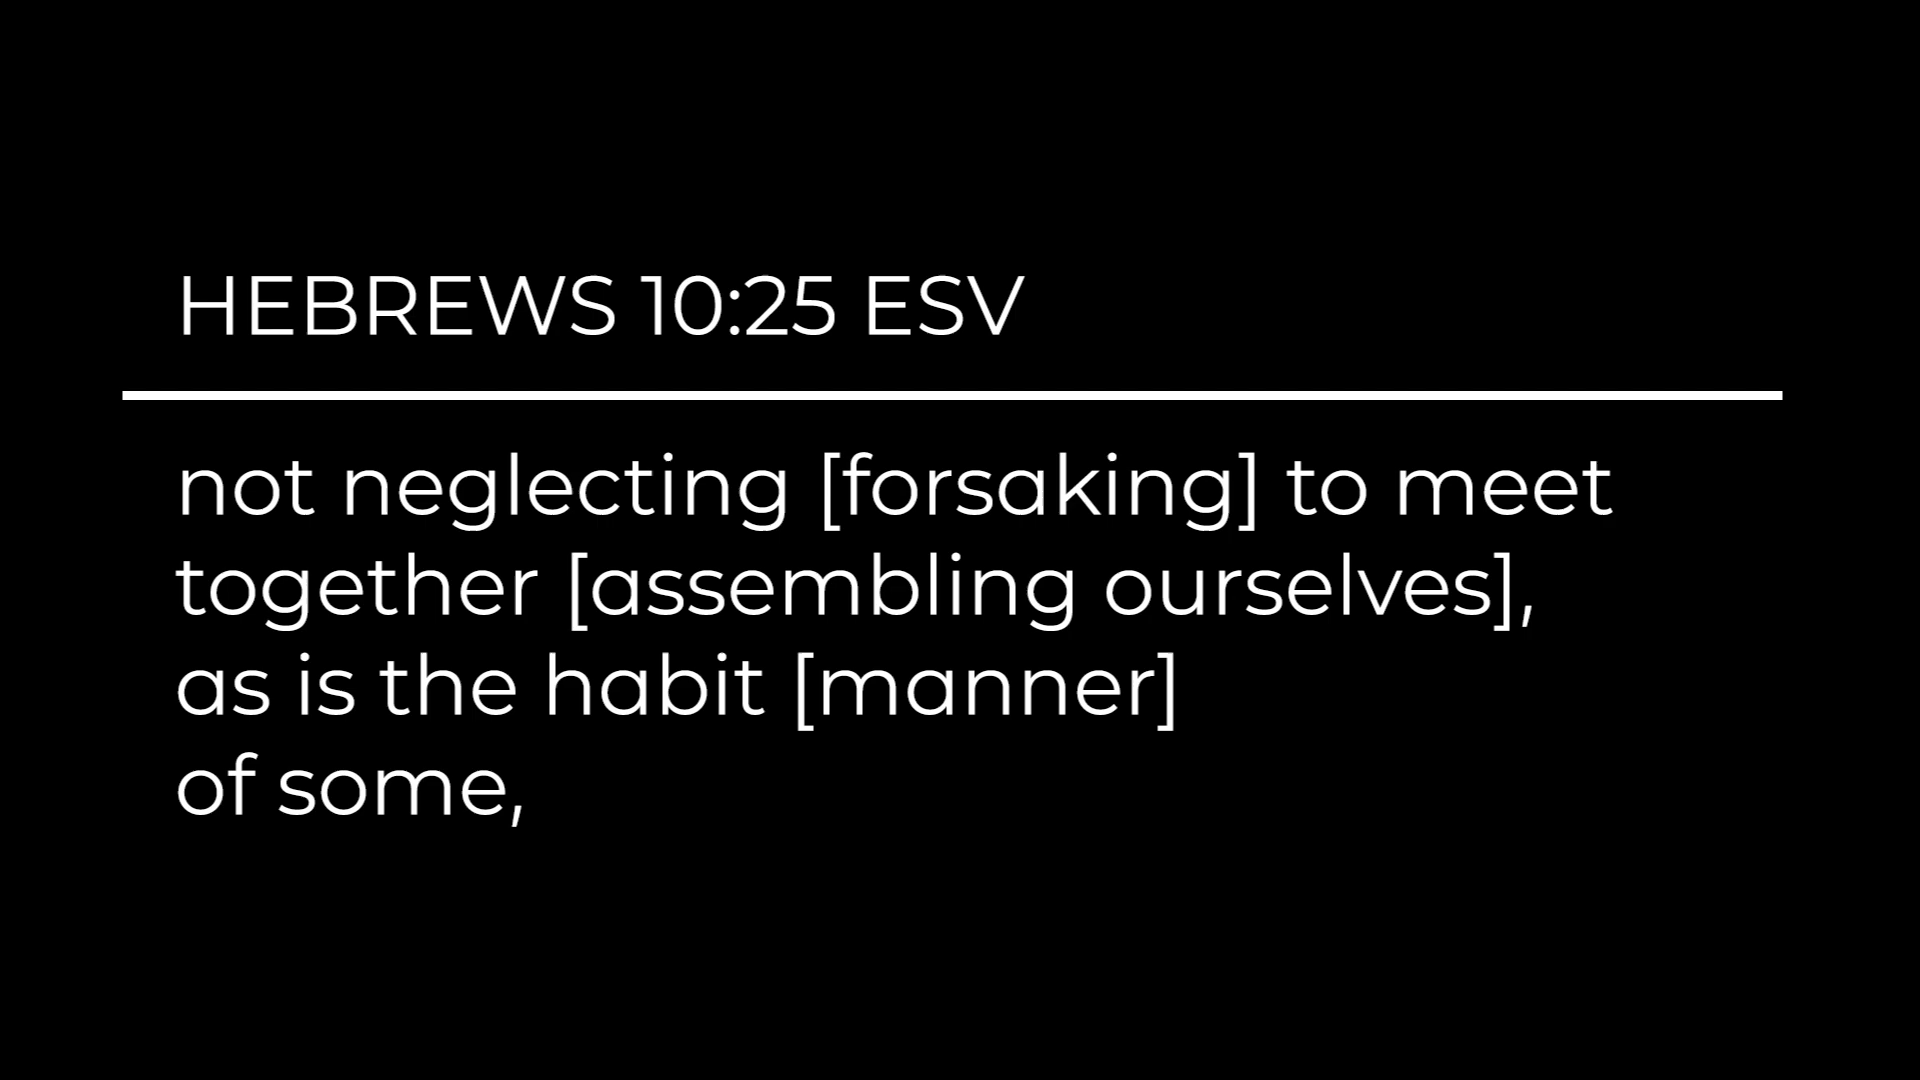 HEBREWS 10:25 ESV
not neglecting [forsaking] to meet
together [assembling ourselves],
as is the habit [manner]
of some,